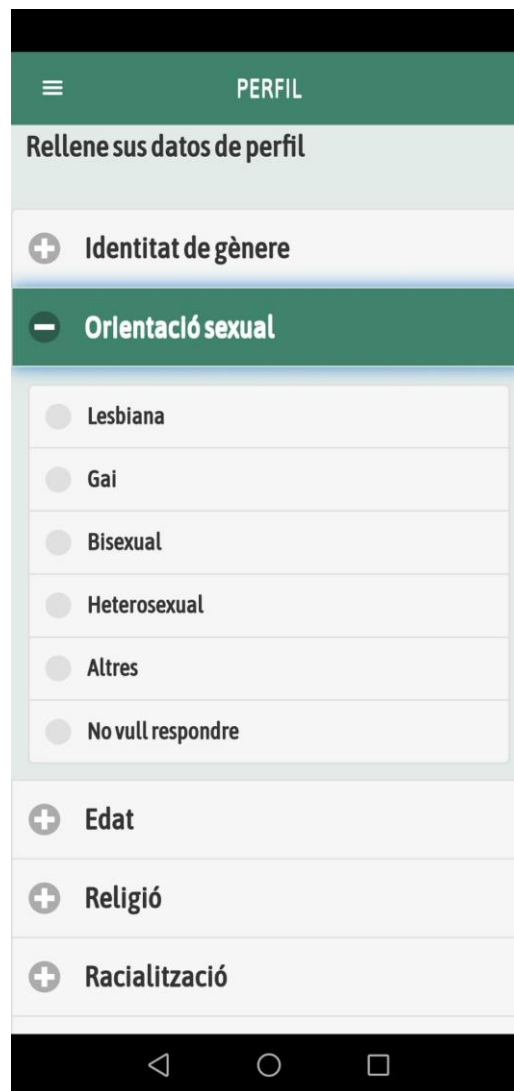 PERFIL
Rellene sus datos de perfil
Identitat de gènere
Orientació sexual
Lesbiana
Gai
Bisexual
Heterosexual
Altres
No vull respondre
Edat
Religió
Racialització